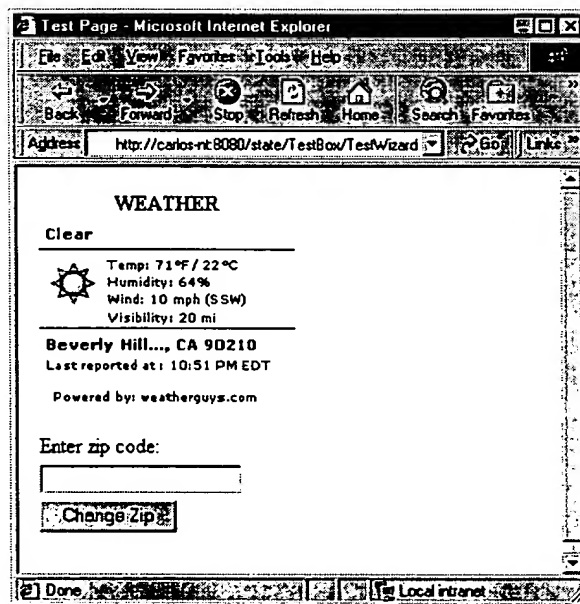 Test Page - Microsoft Internet Explorer
File Edit View Favorites Tools Help
Back Forward Stop Refresh Home Search Favorites »
Address http://carlos-nt:8080/state/TestBox/TestWizard Go Links »
WEATHER
Clear
Temp: 71°F / 22°C
Humidity: 64%
Wind: 10 mph (SSW)
Visibility: 20 mi
Beverly Hill..., CA 90210
Last reported at: 10:51 PM EDT
Powered by: weatherguys.com
Enter zip code:
Change Zip
Done Local intranet